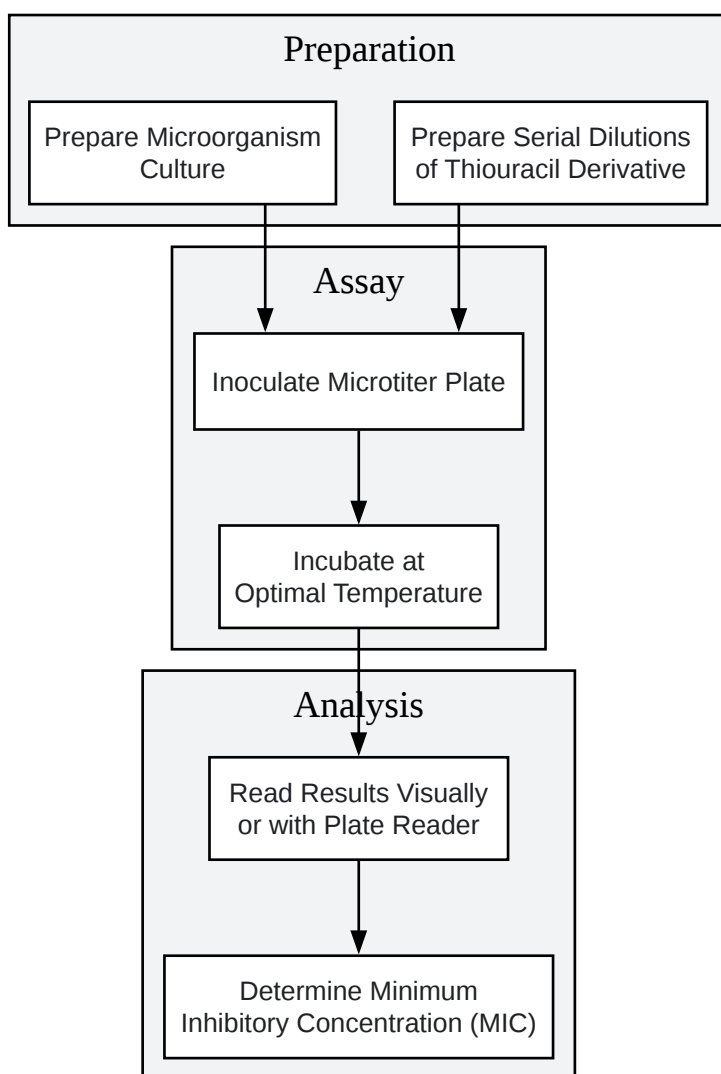 Preparation
Prepare Microorganism
Culture
Prepare Serial Dilutions
of Thiouracil Derivative
Assay
Inoculate Microtiter Plate
Incubate at
Optimal Temperature
Analysis
Read Results Visually
or with Plate Reader
Determine Minimum
Inhibitory Concentration (MIC)